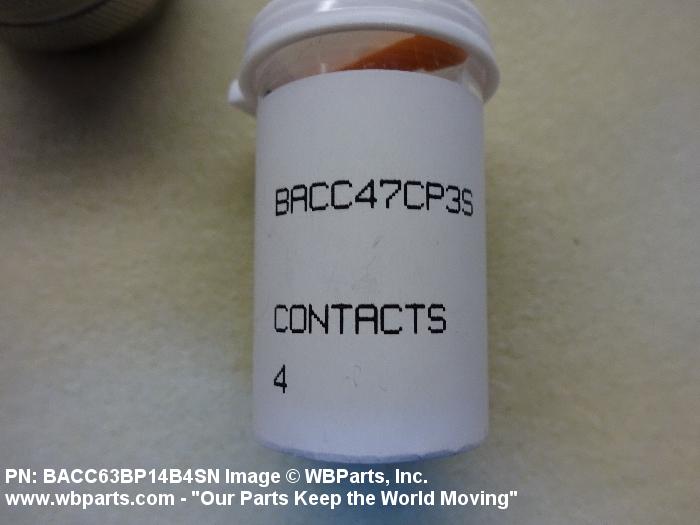 BACC47CP3S
CONTACTS
4
PN: BACC63BP14B4SN Image © WBParts, Inc.
www.wbparts.com - "Our Parts Keep the World Moving"